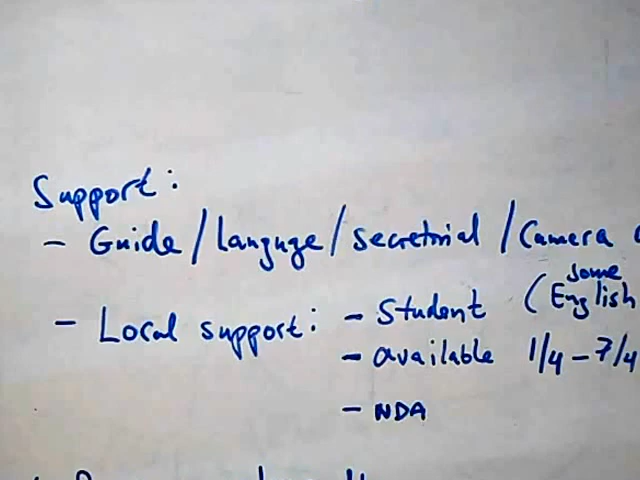 Support:
- Guide / Languge / secretrial / Camera
some
- Local support: - Student (English
- available 1/4 - 7/4
- NDA